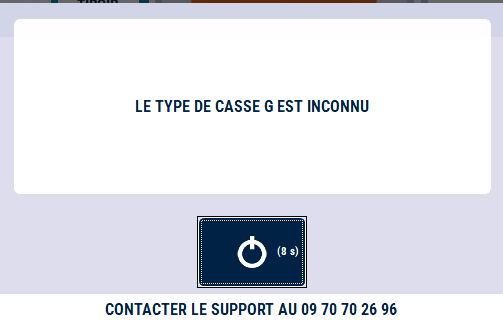 LE TYPE DE CASSE G EST INCONNU
(8 s)
CONTACTER LE SUPPORT AU 09 70 70 26 96